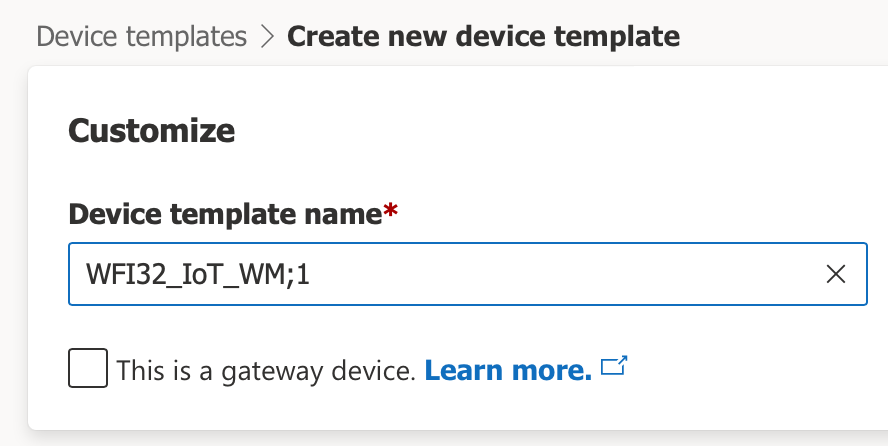 Device templates > Create new device template
Customize
Device template name*
WFI32_IoT_WM;1
This is a gateway device. Learn more.